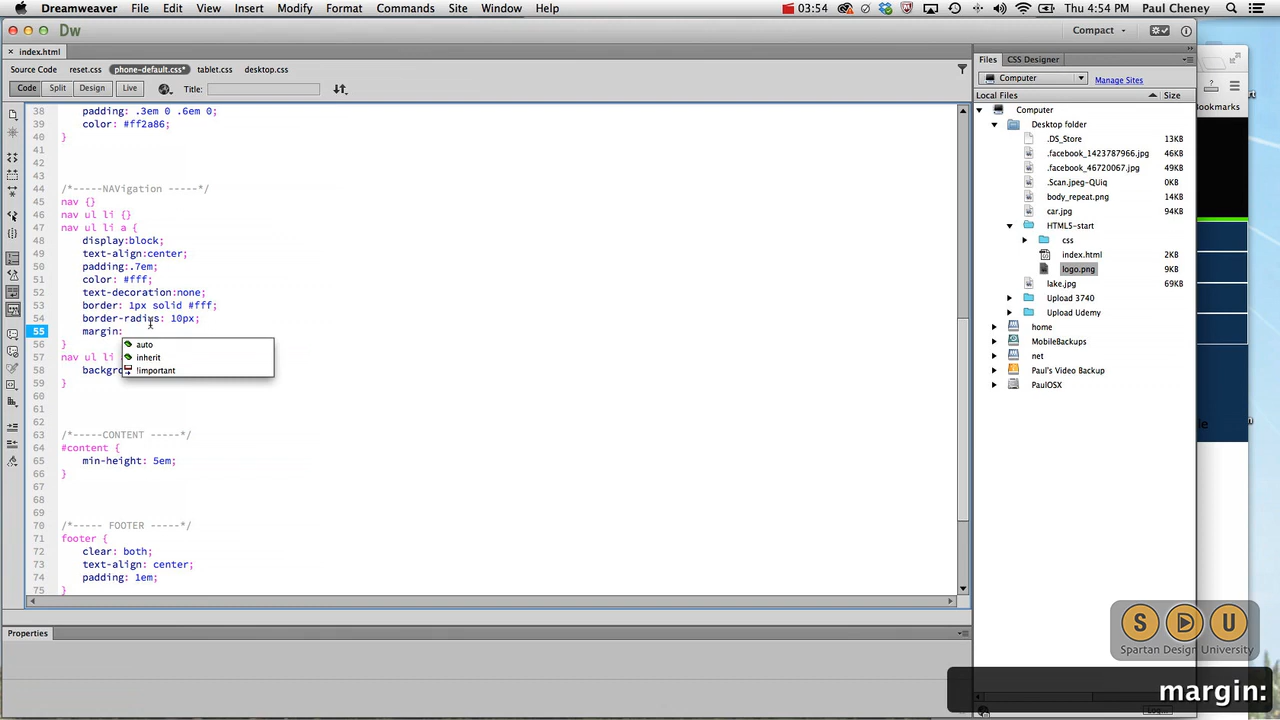 Dreamweaver File Edit View Insert Modify Format Commands Site Window Help 03:54 Thu 4:54 PM Paul Cheney
Dw Compact
index.html
Source Code reset.css phone-default.css* tablet.css desktop.css
Code Split Design Live Title:
38 padding: .3em 0 .6em 0;
39 color: #ff2a86;
40 }
41
42
43
44 /*-----NAVigation -----*/
45 nav {}
46 nav ul li {}
47 nav ul li a {
48 display:block;
49 text-align:center;
50 padding:.7em;
51 color: #fff;
52 text-decoration:none;
53 border: 1px solid #fff;
54 border-radius: 10px;
55 margin:
56 }
57 nav ul li
58 backgro
59 }
60
61
62
63 /*-----CONTENT -----*/
64 #content {
65 min-height: 5em;
66 }
67
68
69
70 /*----- FOOTER -----*/
71 footer {
72 clear: both;
73 text-align: center;
74 padding: 1em;
75 }
auto
inherit
!important
Properties
Files CSS Designer
Computer Manage Sites
Local Files Size
Computer
Desktop folder
.DS_Store 13KB
.facebook_1423787966.jpg 46KB
.facebook_46720067.jpg 49KB
.Scan.jpeg-QUiq 0KB
body_repeat.png 14KB
car.jpg 94KB
HTML5-start
css
index.html 2KB
logo.png 9KB
lake.jpg 69KB
Upload 3740
Upload Udemy
home
MobileBackups
net
Paul's Video Backup
PaulOSX
Bookmarks
S D U
Spartan Design University
margin: